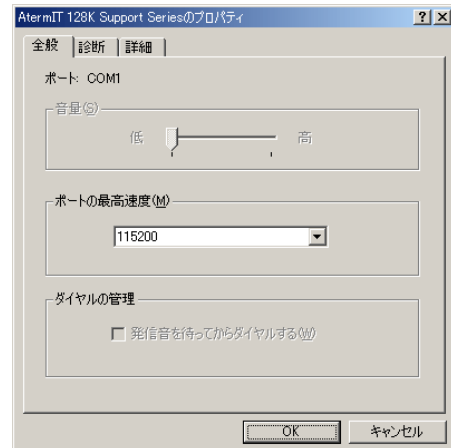 AtermIT 128K Support Seriesのプロパティ
全般 診断 詳細
ポート: COM1
音量(S)
低 高
ポートの最高速度(M)
115200
ダイヤルの管理
発信音を待ってからダイヤルする(W)
OK キャンセル